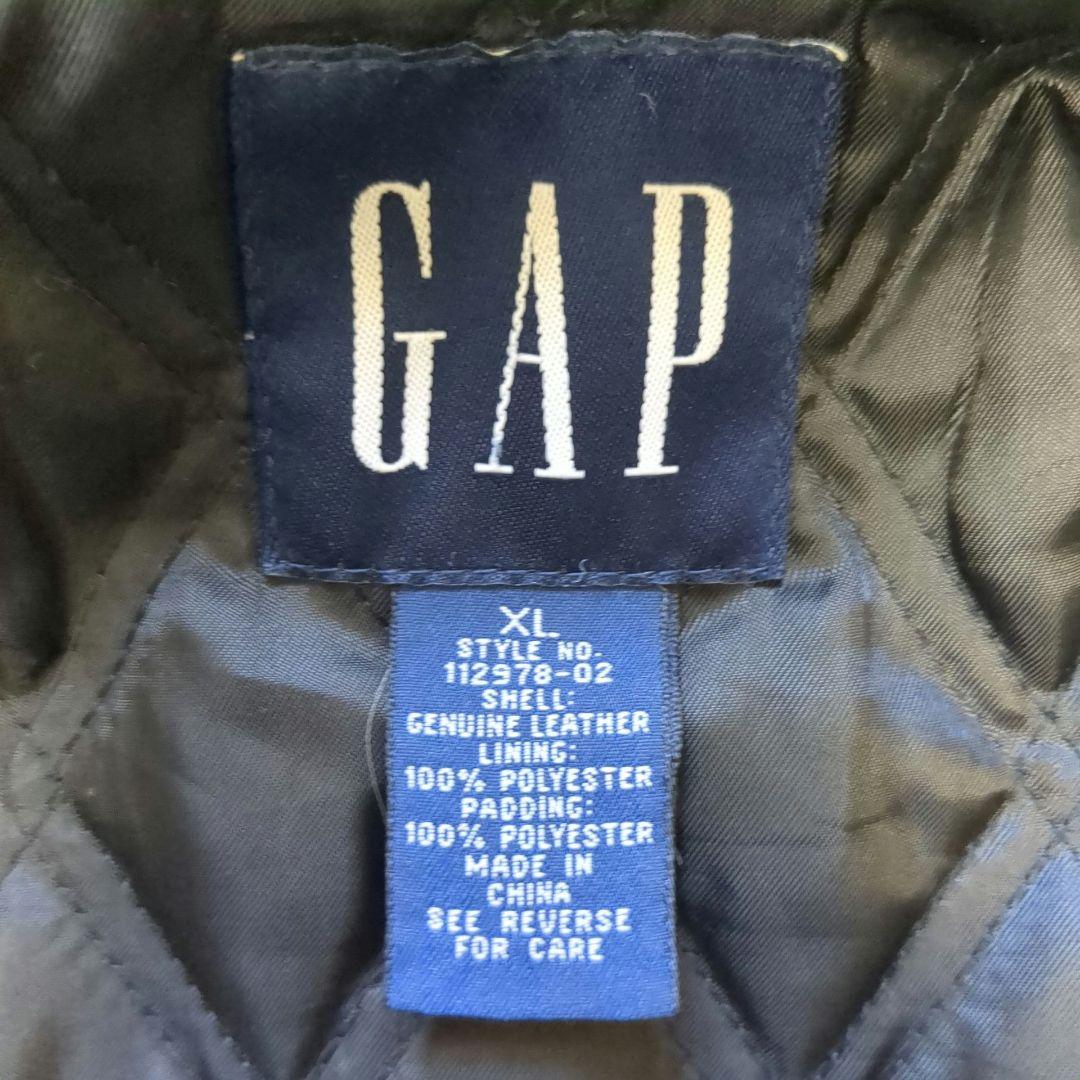 GAP
XL
STYLE NO.
112978-02
SHELL:
GENUINE LEATHER
LINING:
100% POLYESTER
PADDING:
100% POLYESTER
MADE IN
CHINA
SEE REVERSE
FOR CARE